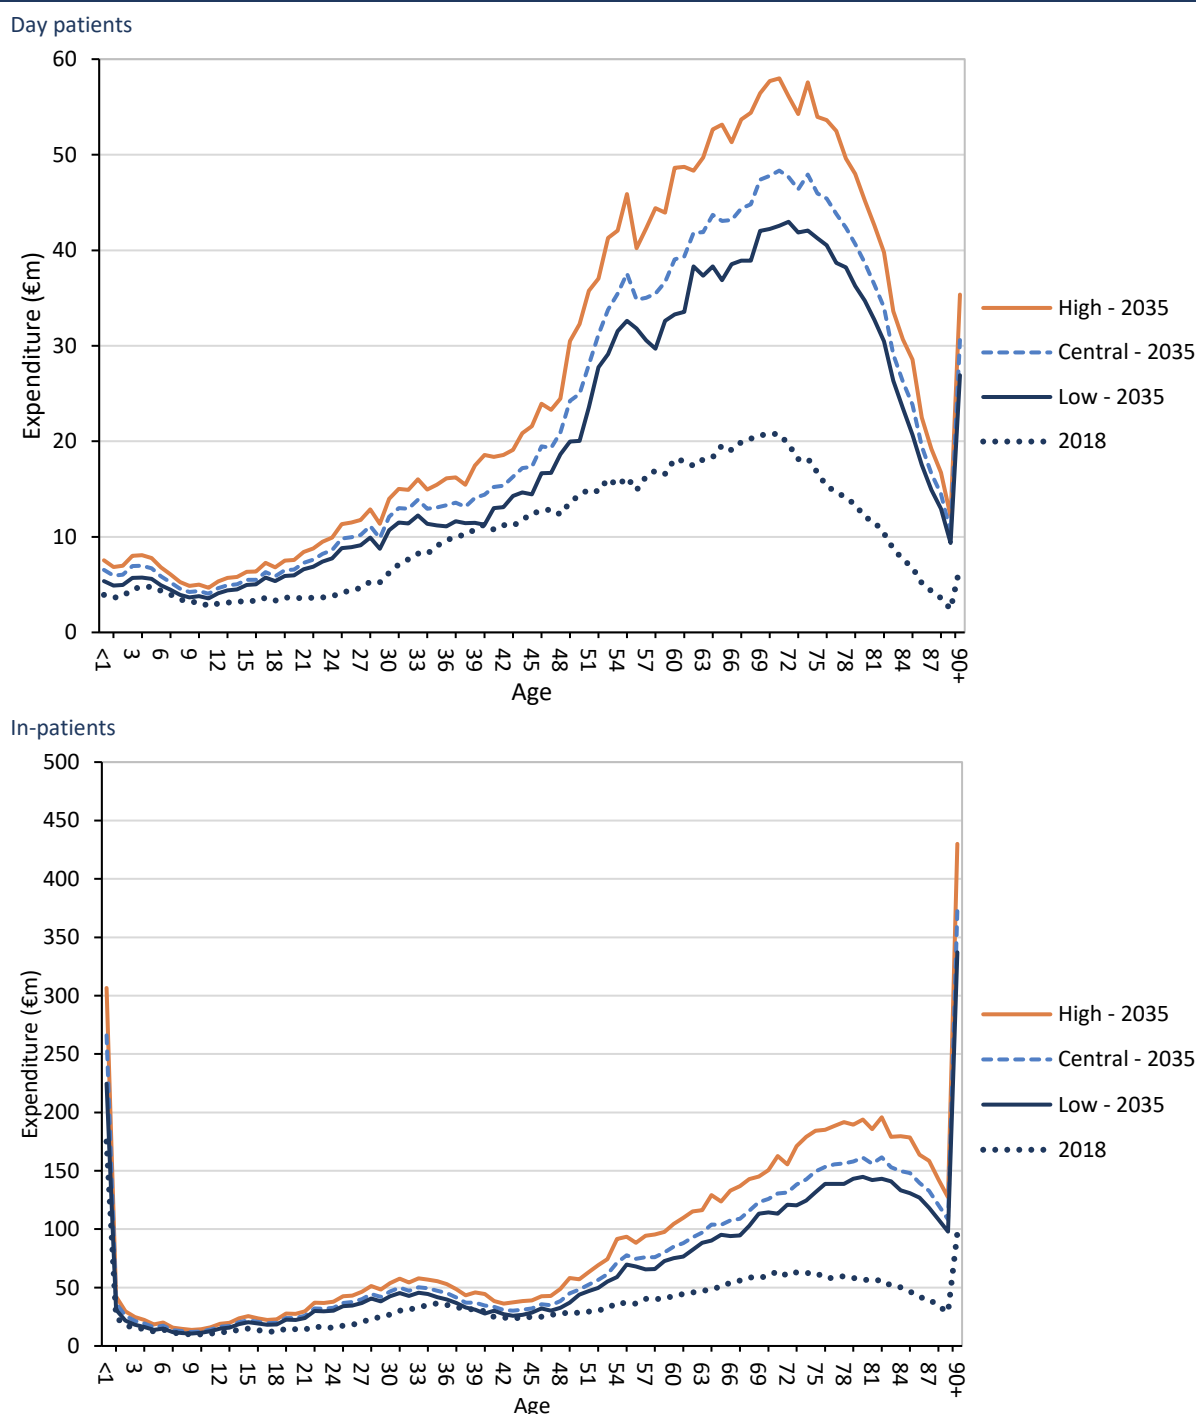 Day patients
60
50
40
30
20
10
0
Expenditure (€m)
<1 3 6 9 12 15 18 21 24 27 30 33 36 39 42 45 48 51 54 57 60 63 66 69 72 75 78 81 84 87 90+
Age
High - 2035
Central - 2035
Low - 2035
2018
In-patients
500
450
400
350
300
250
200
150
100
50
0
Expenditure (€m)
<1 3 6 9 12 15 18 21 24 27 30 33 36 39 42 45 48 51 54 57 60 63 66 69 72 75 78 81 84 87 90+
Age
High - 2035
Central - 2035
Low - 2035
2018